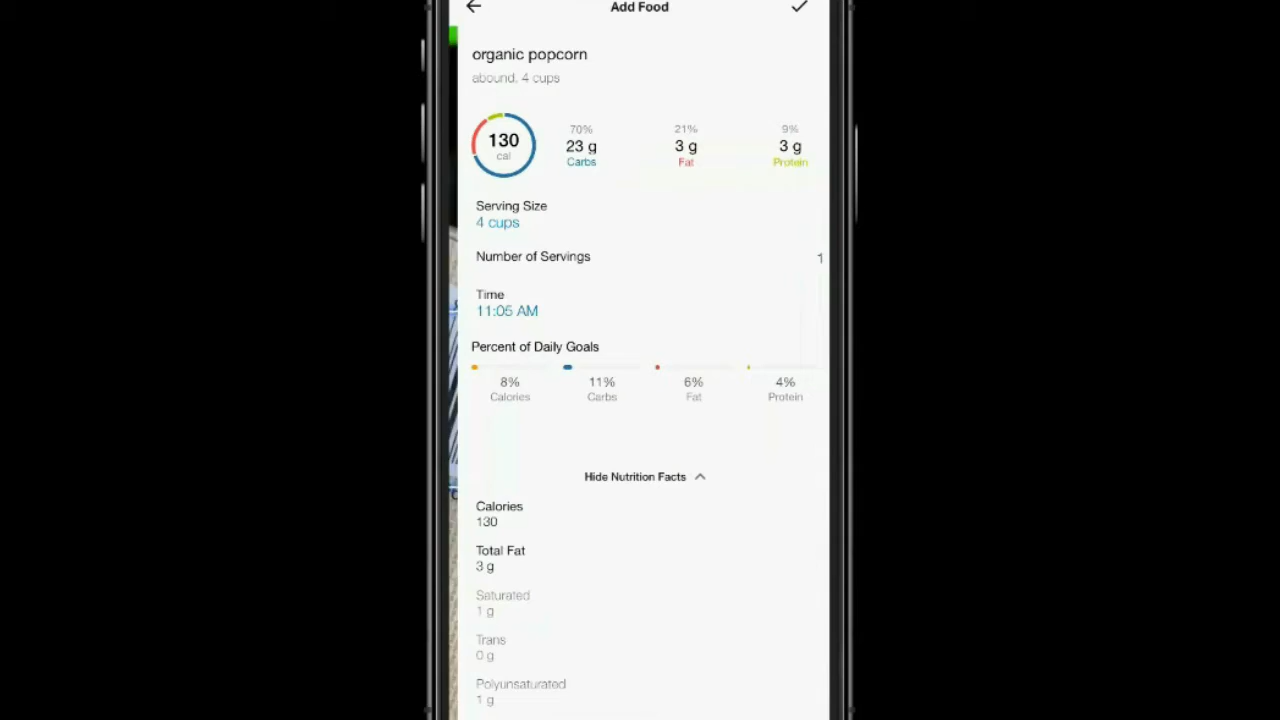 Add Food
organic popcorn
abound, 4 cups
130
cal
70%
23 g
Carbs
21%
3 g
Fat
9%
3 g
Protein
Serving Size
4 cups
Number of Servings
1
Time
11:05 AM
Percent of Daily Goals
8%
Calories
11%
Carbs
6%
Fat
4%
Protein
Hide Nutrition Facts
Calories
130
Total Fat
3 g
Saturated
1 g
Trans
0 g
Polyunsaturated
1 g